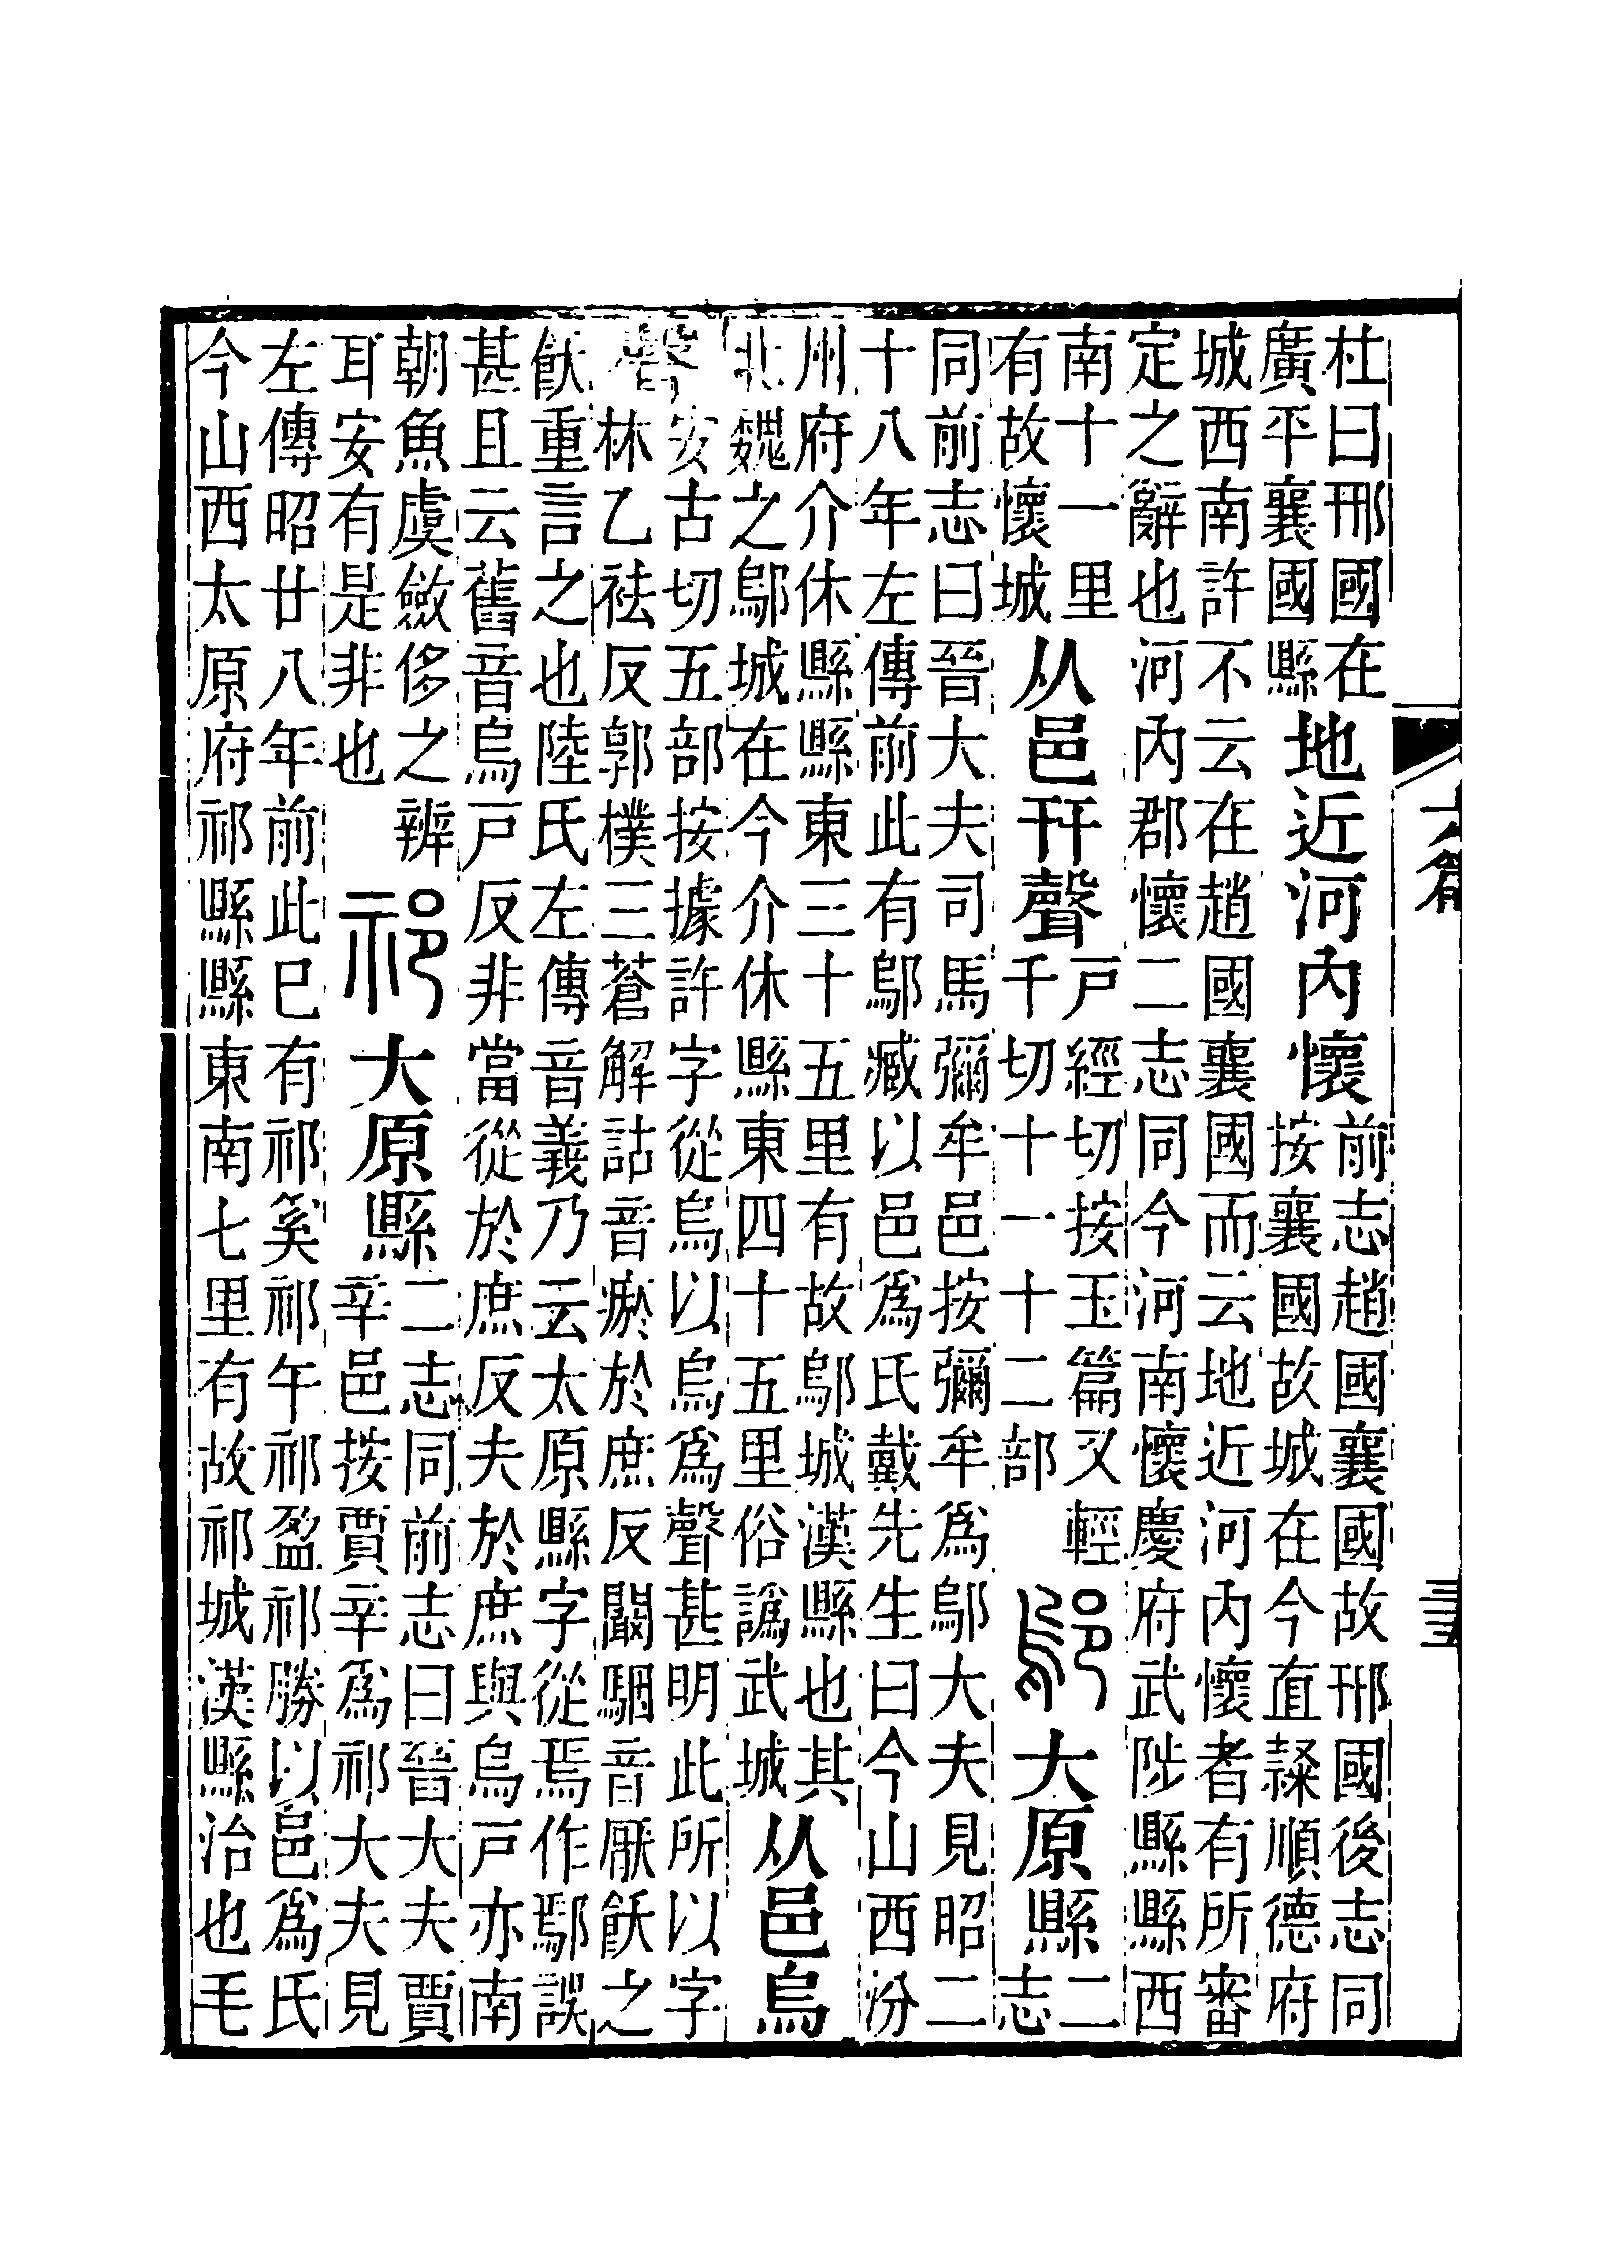 六篇
杜曰邢國在廣平襄國縣地近河內懷前志趙國襄國故邢國後志同按襄國故城在今直隸順德府
城西南許不云在趙國襄國而云地近河內懷者有所審定之辭也河內郡懷二志同今河南懷慶府武陟縣縣西
南十一里有故懷城从邑幵聲戶經切按玉篇又輕千切十一十二部鄔大原縣二志
同前志曰晉大夫司馬彌牟邑按彌牟爲鄔大夫見昭二十八年左傳前此有鄔臧以邑爲氏戴先生曰今山西汾
州府介休縣縣東三十五里有故鄔城漢縣也其北魏之鄔城在今介休縣東四十五里俗譌武城从邑烏
聲安古切五部按據許字從烏以烏爲聲甚明此所以字林乙袪反郭樸三蒼解詁音瘀於庶反闞駰音厭飫之
飫重言之也陸氏左傳音義乃云太原縣字從焉作鄢誤甚且云舊音烏戶反非當從於庶反夫於庶與烏戶亦南
朝魚虞斂侈之辨耳安有是非也祁大原縣二志同前志曰晉大夫賈辛邑按賈辛爲祁大夫見
左傳昭廿八年前此已有祁奚祁午祁盈祁勝以邑爲氏今山西太原府祁縣縣東南七里有故祁城漢縣治也毛